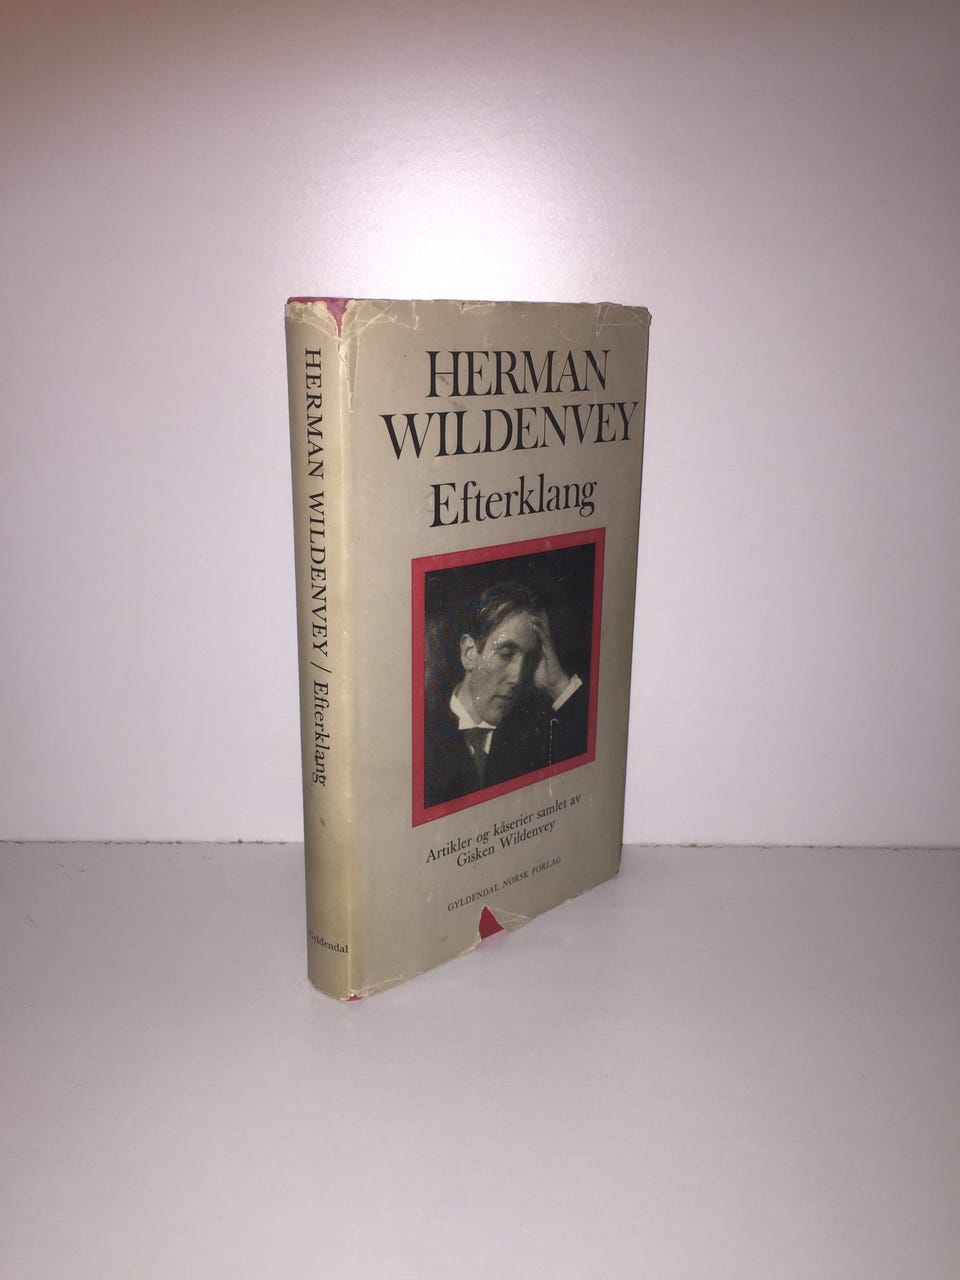 HERMAN WILDENVEY / Efterklang
Gyldendal
HERMAN
WILDENVEY
Efterklang
Artikler og kåserier samlet av
Gisken Wildenvey
GYLDENDAL NORSK FORLAG